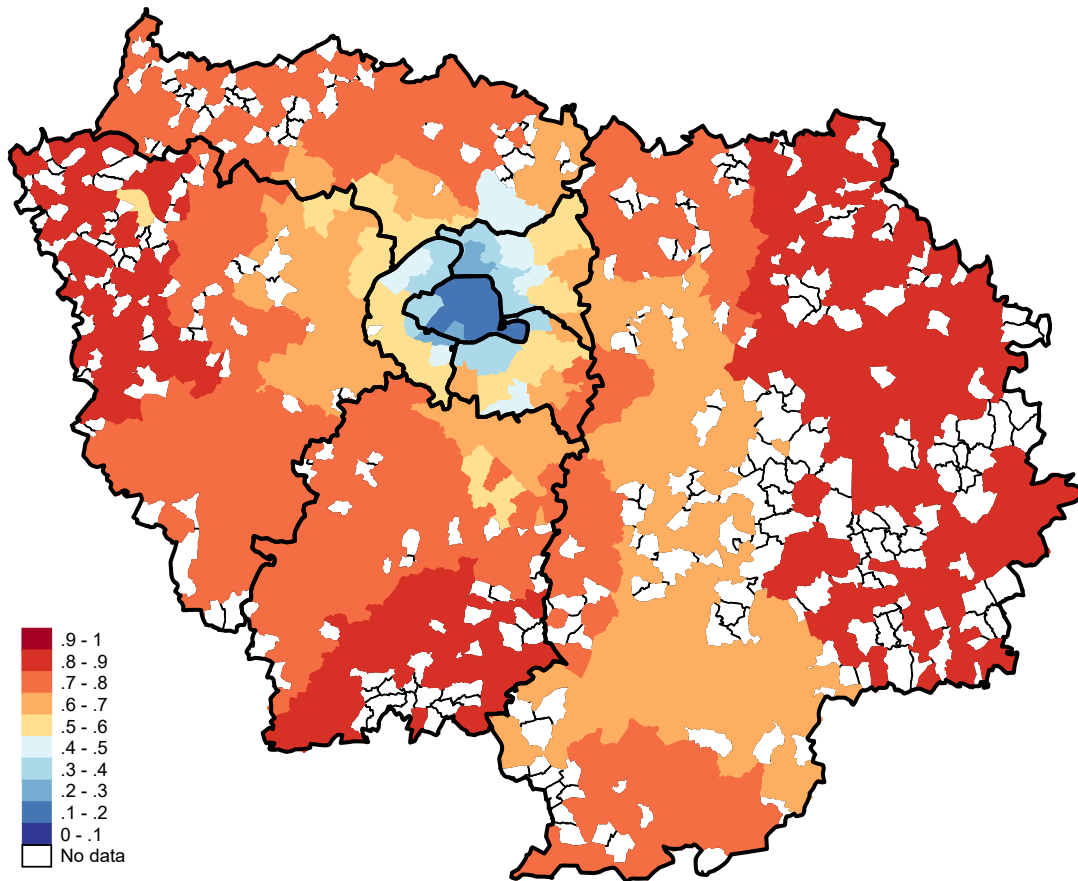 .9 - 1
.8 - .9
.7 - .8
.6 - .7
.5 - .6
.4 - .5
.3 - .4
.2 - .3
.1 - .2
0 - .1
No data